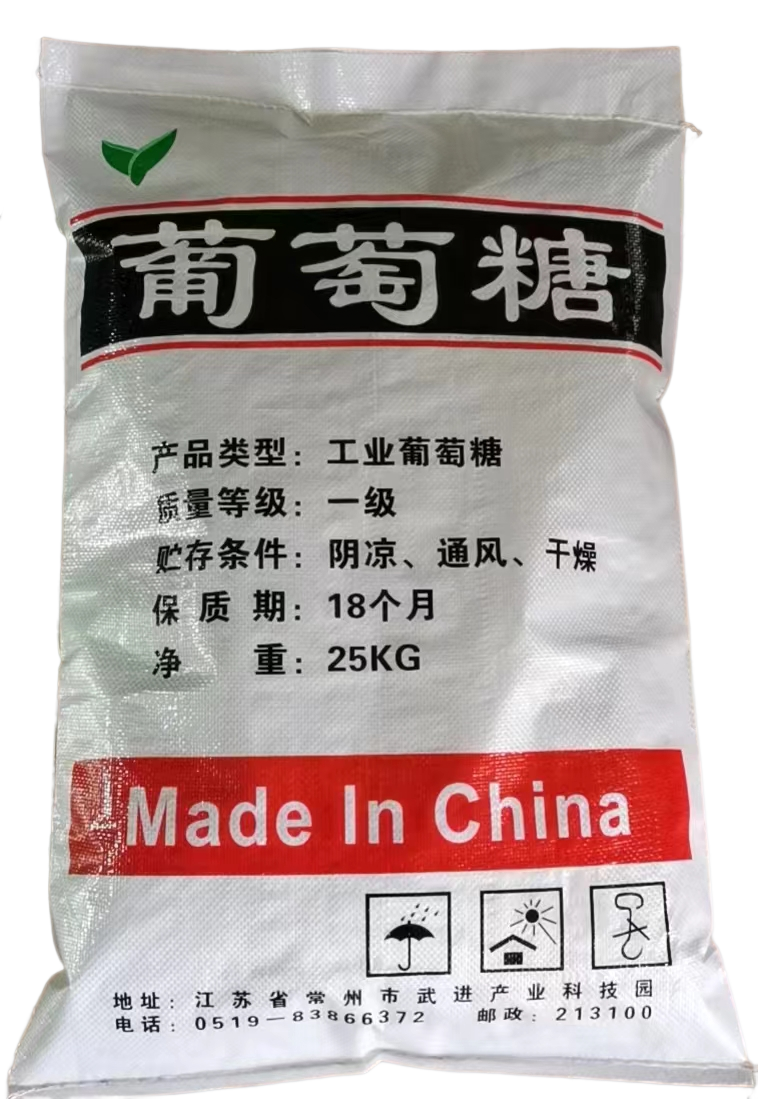 葡萄糖
产品类型：工业葡萄糖
质量等级：一级
贮存条件：阴凉、通风、干燥
保质期：18个月
净重：25KG
Made In China
地址：江苏省常州市武进产业科技园
电话：0519-83866372 邮政：213100